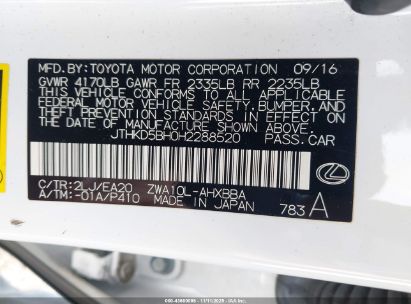 MFD.BY:TOYOTA MOTOR CORPORATION 09/16
GVWR 4170LB GAWR FR 2335LB RR 2235LB
THIS VEHICLE CONFORMS TO ALL APPLICABLE
FEDERAL MOTOR VEHICLE SAFETY, BUMPER, AND
THEFT PREVENTION STANDARDS IN EFFECT ON
THE DATE OF MANUFACTURE SHOWN ABOVE.
JTHKD5BH0H2288520 PASS.CAR
C/TR:2LJ/EA20 ZWA10L-AHXBBA
A/TM:-01A/P410 MADE IN JAPAN 783A